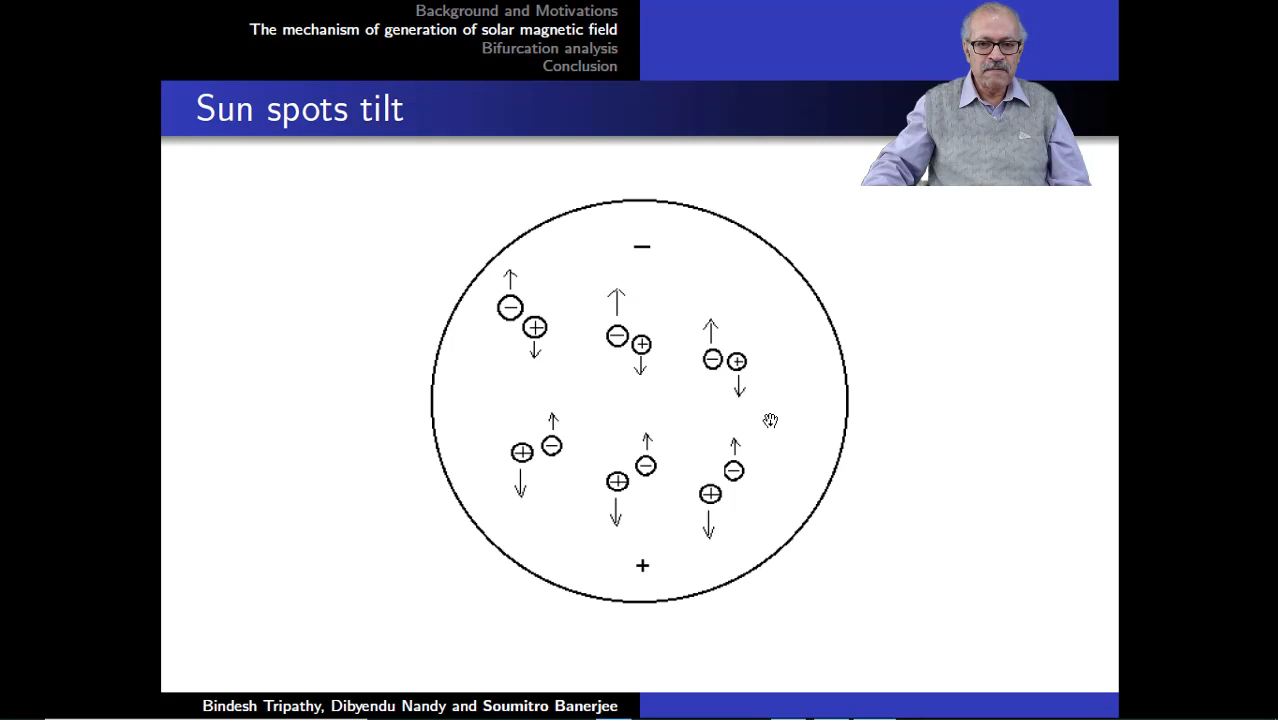 Background and Motivations
The mechanism of generation of solar magnetic field
Bifurcation analysis
Conclusion
Sun spots tilt
−
− + − + − +
+ − + − + −
+
Bindesh Tripathy, Dibyendu Nandy and Soumitro Banerjee